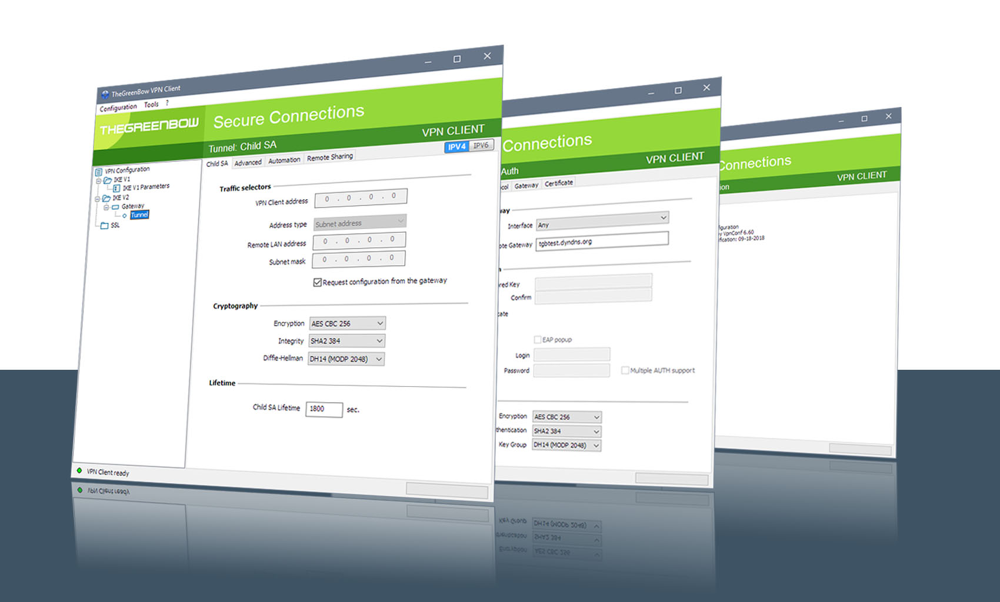 TheGreenBow VPN Client
Configuration Tools ?
THEGREENBOW
Secure Connections
VPN CLIENT
Tunnel: Child SA
IPV4 IPV6
VPN Configuration
IKE V1
IKE V1 Parameters
IKE V2
Gateway
Tunnel
SSL
Child SA Advanced Automation Remote Sharing
Traffic selectors
VPN Client address 0 . 0 . 0 . 0
Address type Subnet address
Remote LAN address 0 . 0 . 0 . 0
Subnet mask 0 . 0 . 0 . 0
Request configuration from the gateway
Cryptography
Encryption AES CBC 256
Integrity SHA2 384
Diffie-Hellman DH14 (MODP 2048)
Lifetime
Child SA Lifetime 1800 sec.
VPN Client ready
Connections
VPN CLIENT
Auth
ocol Gateway Certificate
way
Interface Any
ote Gateway tgbtest.dyndns.org
red Key
Confirm
cate
EAP popup
Login
Password Multiple AUTH support
Encryption AES CBC 256
thentication SHA2 384
Key Group DH14 (MODP 2048)
Connections
VPN CLIENT
ion
figuration
y VpnConf 6.60
ification: 09-18-2018